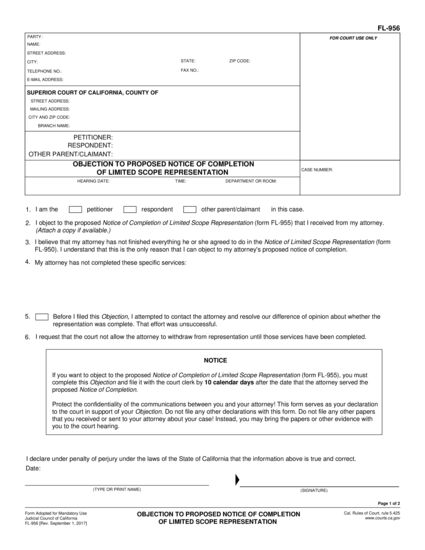 FL-956
PARTY
NAME:
STREET ADDRESS:
CITY: STATE: ZIP CODE:
TELEPHONE NO.: FAX NO.:
E-MAIL ADDRESS:
FOR COURT USE ONLY
SUPERIOR COURT OF CALIFORNIA, COUNTY OF
STREET ADDRESS:
MAILING ADDRESS:
CITY AND ZIP CODE:
BRANCH NAME:
PETITIONER:
RESPONDENT:
OTHER PARENT/CLAIMANT:
OBJECTION TO PROPOSED NOTICE OF COMPLETION
OF LIMITED SCOPE REPRESENTATION
CASE NUMBER:
HEARING DATE: TIME: DEPARTMENT OR ROOM:
1. I am the petitioner respondent other parent/claimant in this case.
2. I object to the proposed Notice of Completion of Limited Scope Representation (form FL-955) that I received from my attorney.
(Attach a copy if available.)
3. I believe that my attorney has not finished everything he or she agreed to do in the Notice of Limited Scope Representation (form
FL-950). I understand that this is the only reason that I can object to my attorney's proposed notice of completion.
4. My attorney has not completed these specific services:
5. Before I filed this Objection, I attempted to contact the attorney and resolve our difference of opinion about whether the
representation was complete. That effort was unsuccessful.
6. I request that the court not allow the attorney to withdraw from representation until those services have been completed.
NOTICE
If you want to object to the proposed Notice of Completion of Limited Scope Representation (form FL-955), you must
complete this Objection and file it with the court clerk by 10 calendar days after the date that the attorney served the
proposed Notice of Completion.
Protect the confidentiality of the communications between you and your attorney! This form serves as your declaration
to the court in support of your Objection. Do not file any other declarations with this form. Do not file any other papers
that you received or sent to your attorney about your case! Instead, you may bring the papers or other evidence with
you to the court hearing.
I declare under penalty of perjury under the laws of the State of California that the information above is true and correct.
Date:
(TYPE OR PRINT NAME) (SIGNATURE)
Page 1 of 2
Form Adopted for Mandatory Use
Judicial Council of California
FL-956 [Rev. September 1, 2017]
OBJECTION TO PROPOSED NOTICE OF COMPLETION
OF LIMITED SCOPE REPRESENTATION
Cal. Rules of Court, rule 5.425
www.courts.ca.gov